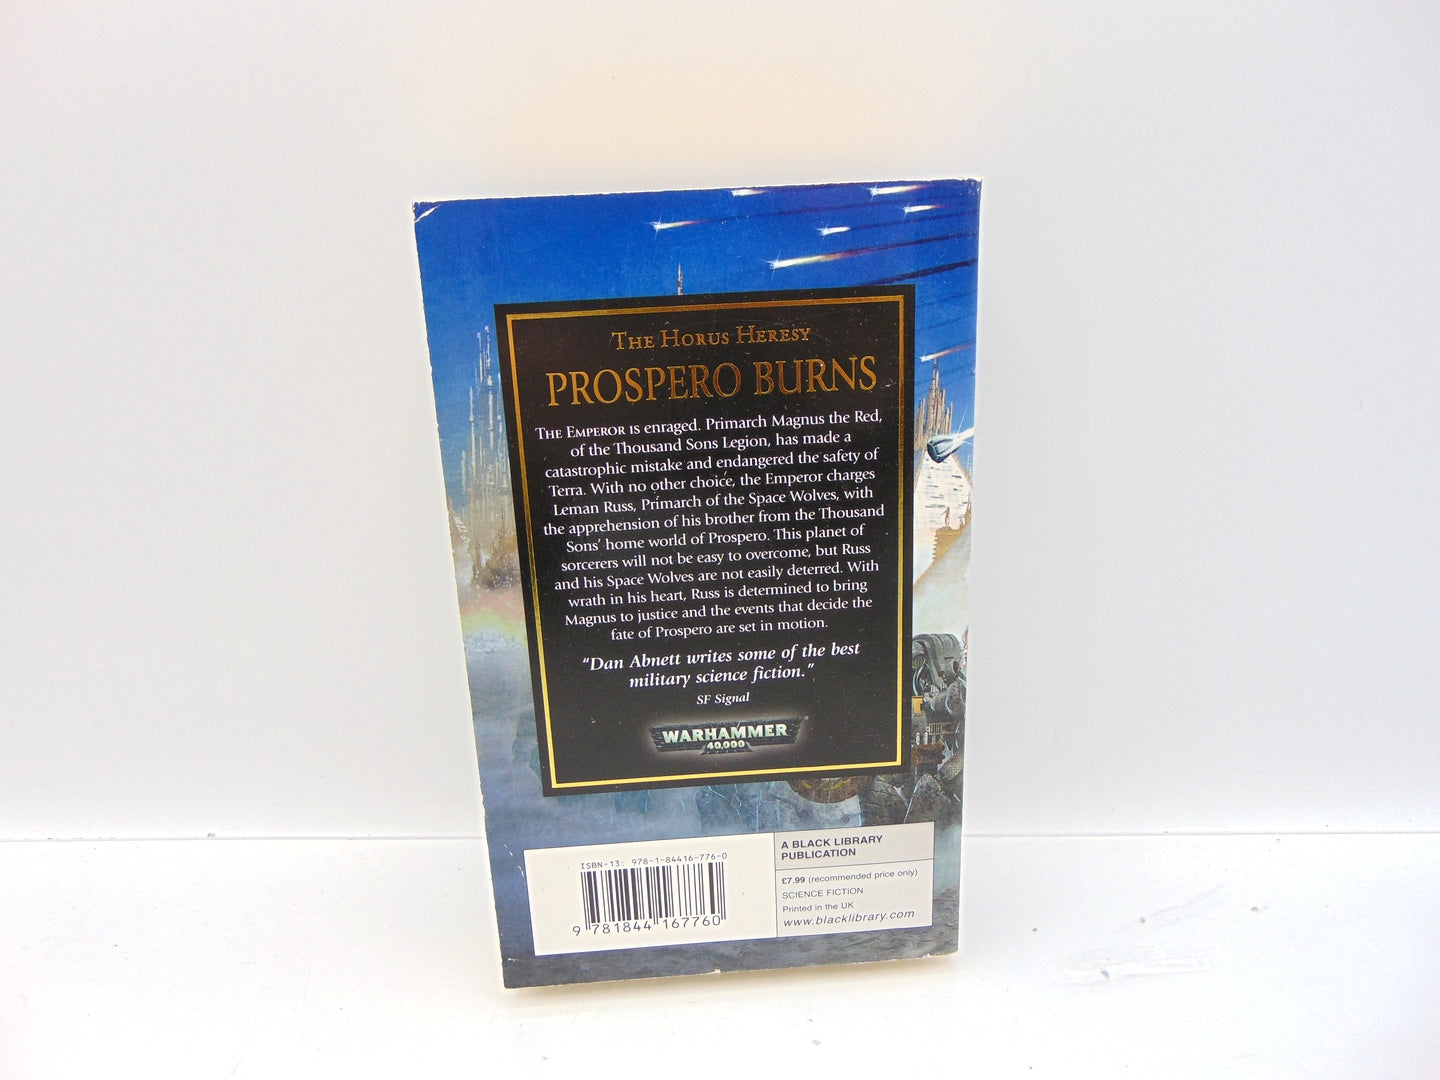 THE HORUS HERESY
PROSPERO BURNS
THE EMPEROR IS enraged. Primarch Magnus the Red,
of the Thousand Sons Legion, has made a
catastrophic mistake and endangered the safety of
Terra. With no other choice, the Emperor charges
Leman Russ, Primarch of the Space Wolves, with
the apprehension of his brother from the Thousand
Sons' home world of Prospero. This planet of
sorcerers will not be easy to overcome, but Russ
and his Space Wolves are not easily deterred. With
wrath in his heart, Russ is determined to bring
Magnus to justice and the events that decide the
fate of Prospero are set in motion.
“Dan Abnett writes some of the best
military science fiction.”
SF Signal
WARHAMMER
40,000
ISBN-13: 978-1-84416-776-0
9 781844 167760
A BLACK LIBRARY
PUBLICATION
£7.99 (recommended price only)
SCIENCE FICTION
Printed in the UK
www.blacklibrary.com